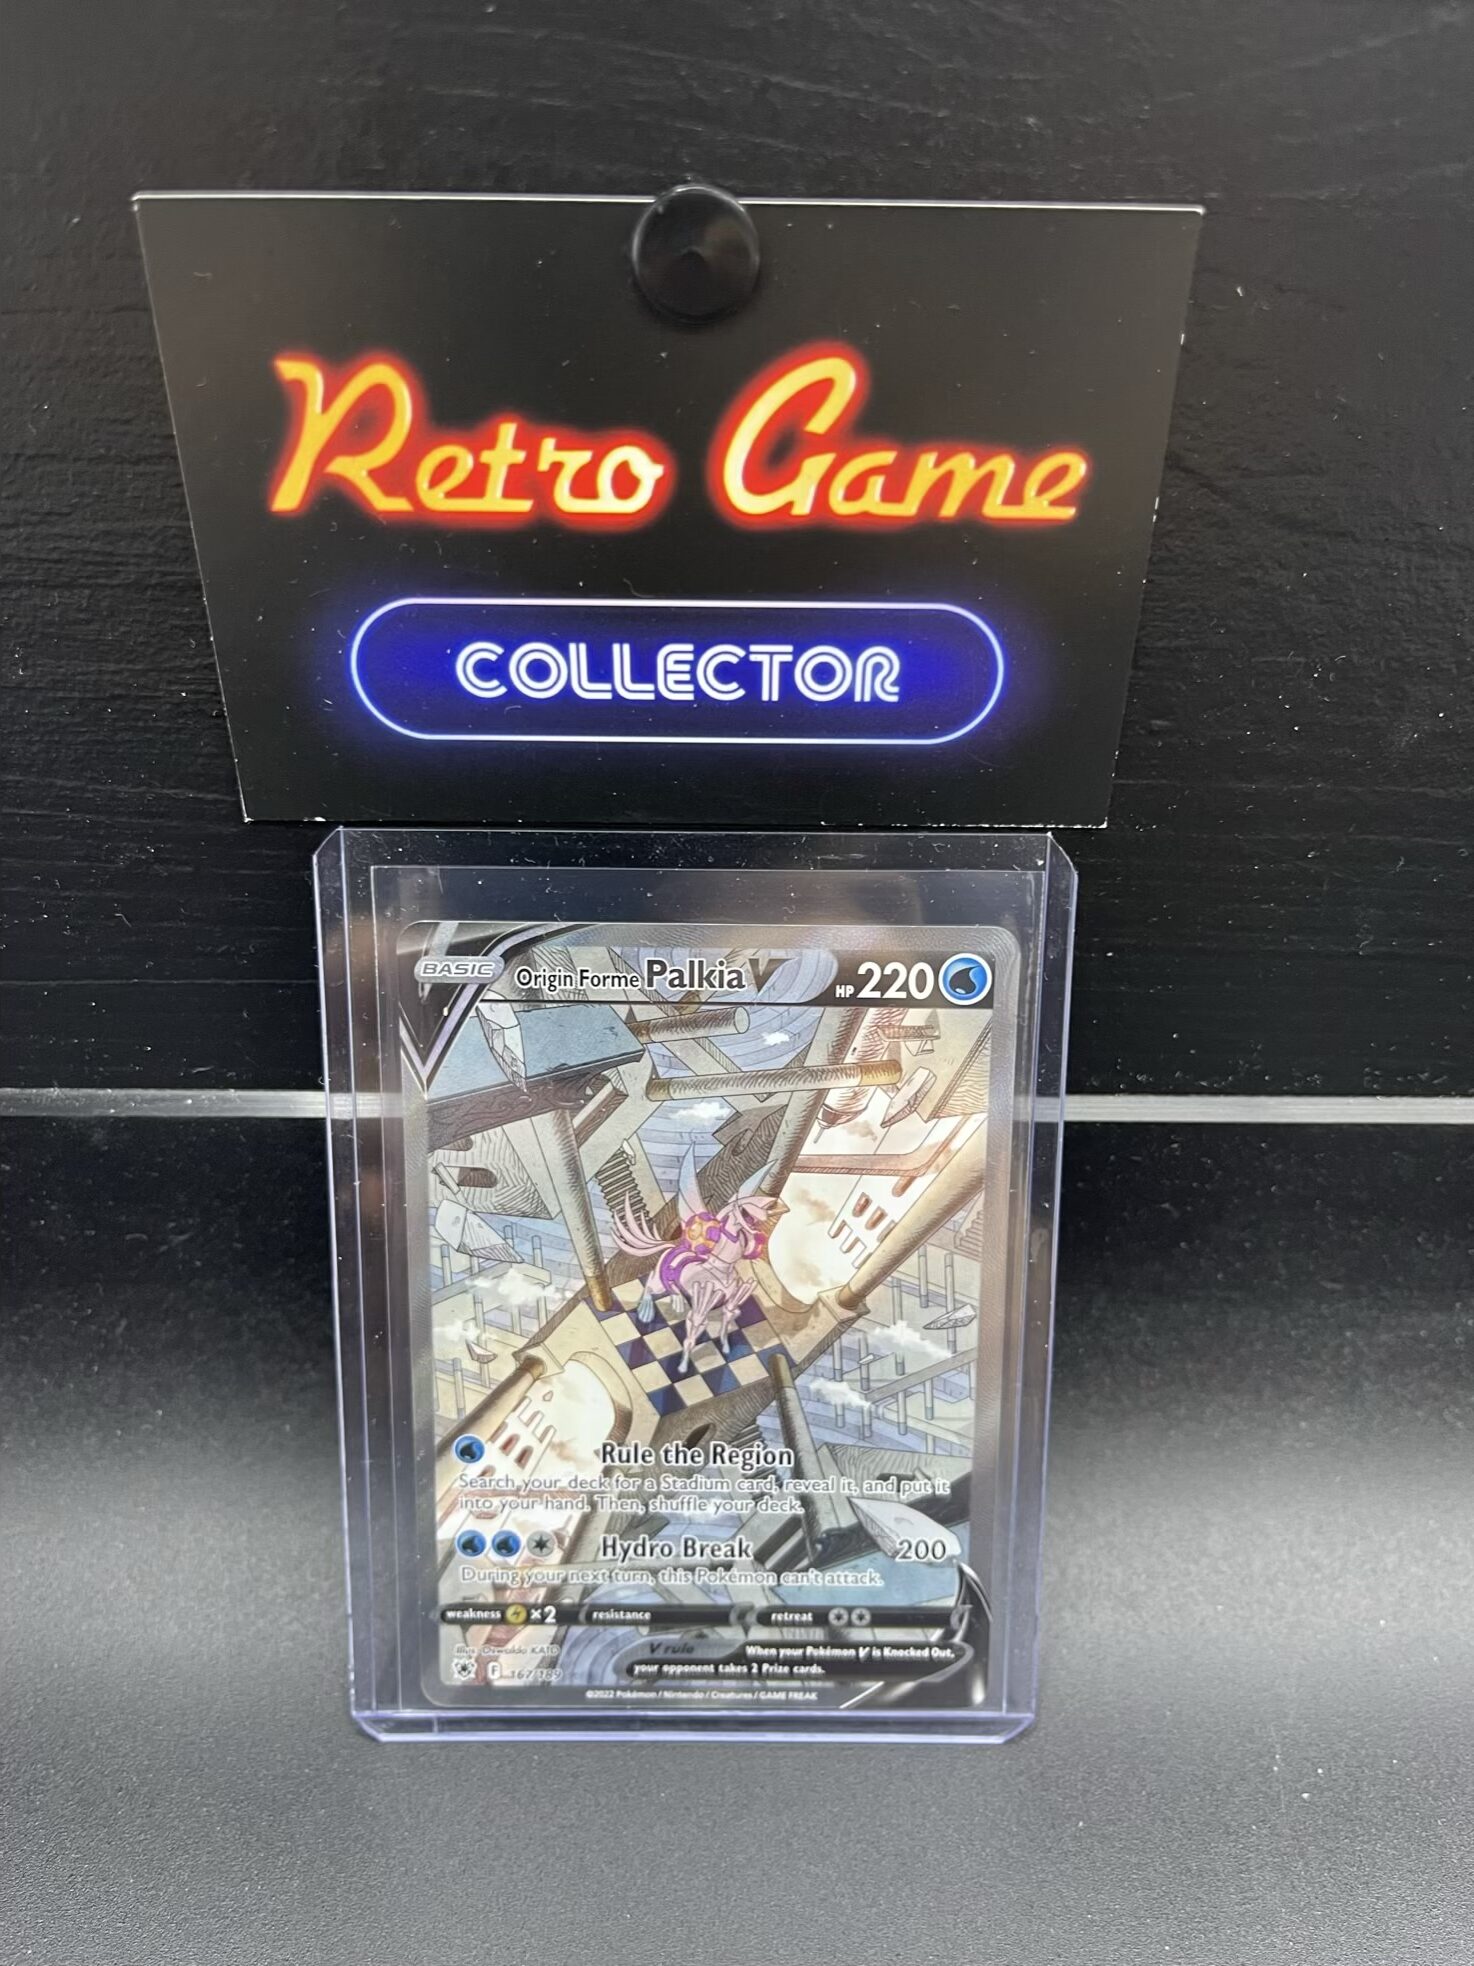 Retro Game
COLLECTOR
BASIC Origin Forme Palkia V HP 220
Rule the Region
Search your deck for a Stadium card, reveal it, and put it
into your hand. Then, shuffle your deck.
Hydro Break 200
During your next turn, this Pokémon can't attack.
weakness ×2 resistance retreat
Illus. Oswaldo KATO
V rule When your Pokémon V is Knocked Out,
your opponent takes 2 Prize cards.
F 167/189
©2022 Pokémon / Nintendo / Creatures / GAME FREAK